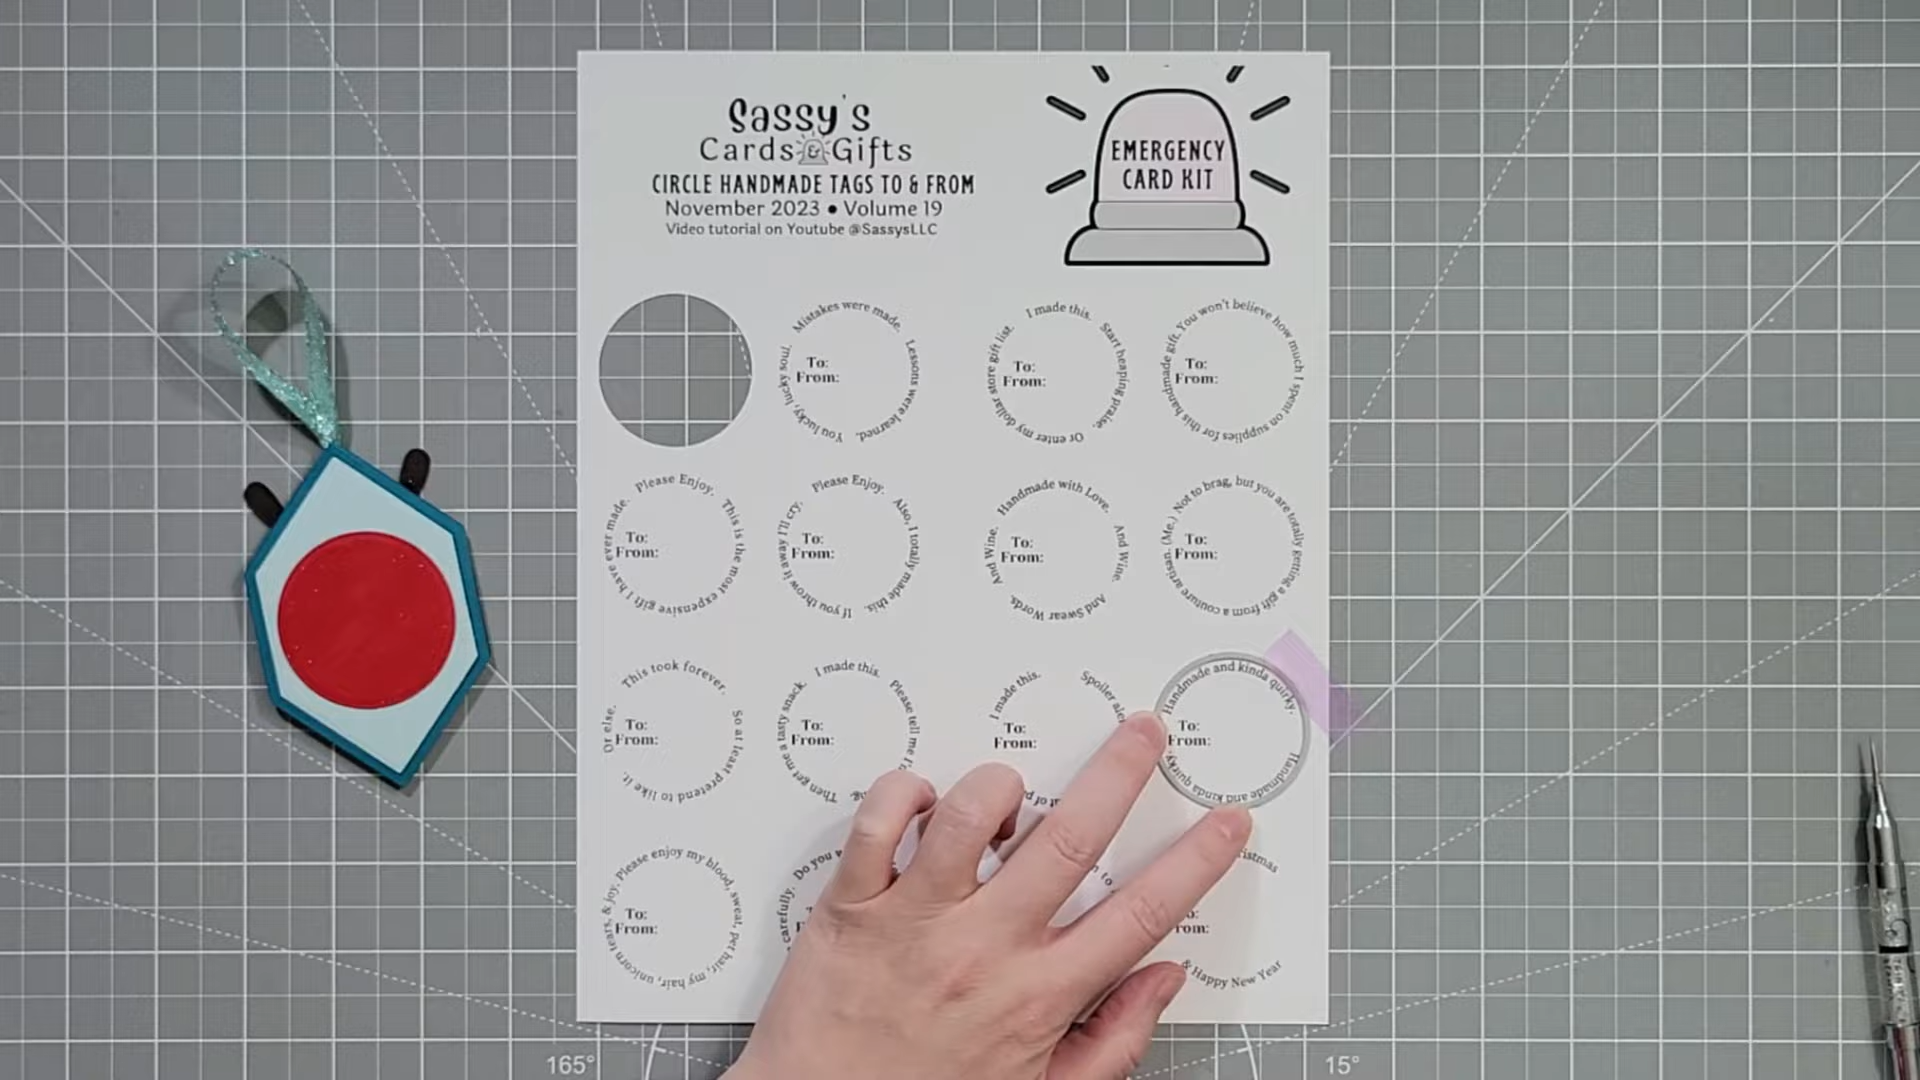 Sassy's
Cards & Gifts
CIRCLE HANDMADE TAGS TO & FROM
November 2023 • Volume 19
Video tutorial on Youtube @SassysLLC
EMERGENCY
CARD KIT
Mistakes were made. Lessons were learned. You lucky, lucky soul.
To:
From:
I made this. Start heaping praise. Or enter my dollar store gift list.
To:
From:
You won't believe how much I spent on supplies for this handmade gift.
To:
From:
Please Enjoy. This is the most expensive gift I have ever made.
To:
From:
Please Enjoy. Also, I totally made this. If you throw it away I'll cry.
To:
From:
Handmade with Love. And Wine. And Swear Words. And Wine.
To:
From:
Not to brag, but you are totally getting a gift from a couture artisan. (Me.)
To:
From:
This took forever. So at least pretend to like it. Or else.
To:
From:
I made this. Please tell me Then get me a tasty snack.
To:
From:
I made this. Spoiler
To:
From:
Handmade and kinda quirky. Handmade and kinda quirky.
To:
From:
Please enjoy my blood, sweat, pet hair, my hair, unicorn tears, & joy.
To:
From:
Do you carefully.
& Happy New Year
165°
15°